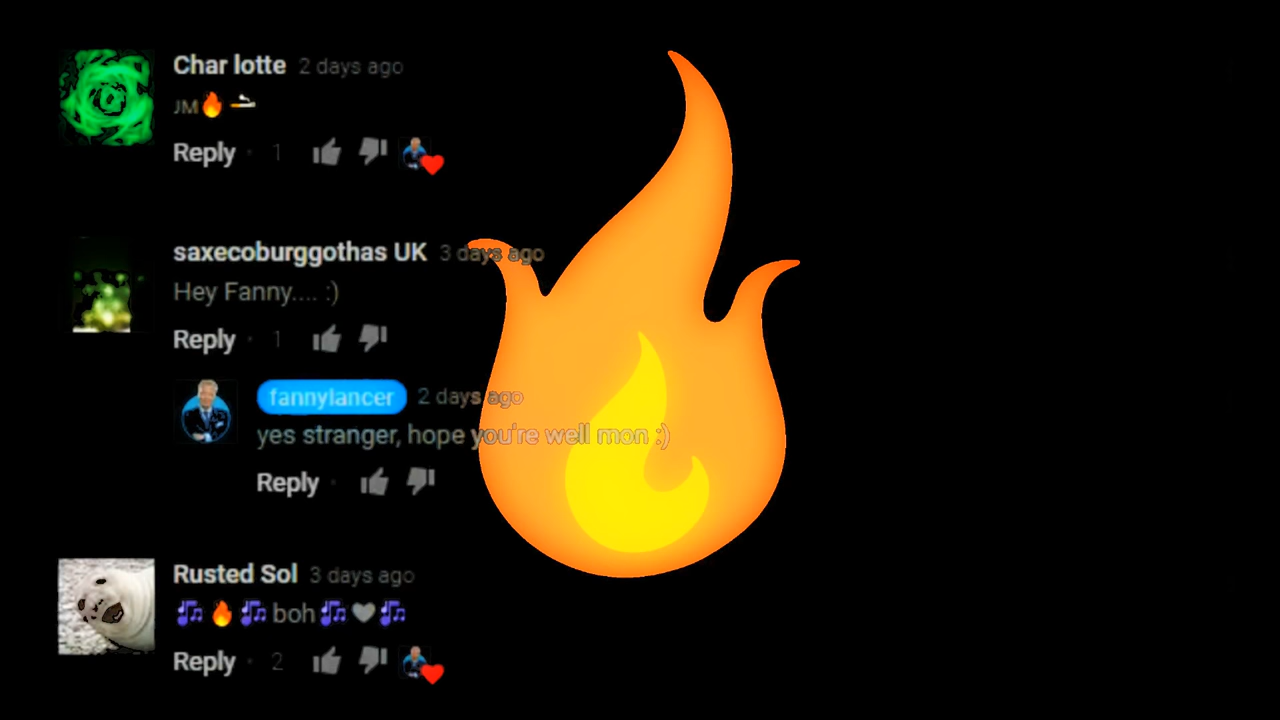 Char lotte 2 days ago
JM🔥🚬
Reply · 1
saxecoburggothas UK 3 days ago
Hey Fanny.... :)
Reply · 1
fannylancer 2 days ago
yes stranger, hope you're well mon :)
Reply ·
Rusted Sol 3 days ago
🎶🔥🎶boh🎶🖤🎶
Reply · 2